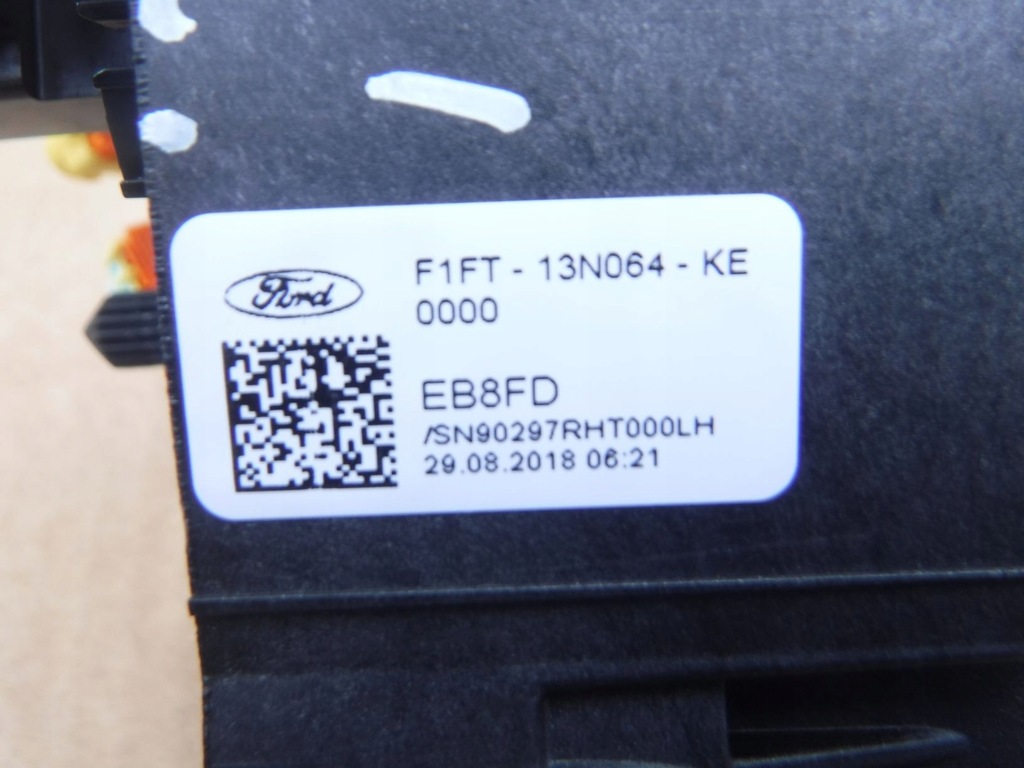 Ford
F1FT - 13N064 - KE
0000
EB8FD
/SN90297RHT000LH
29.08.2018 06:21